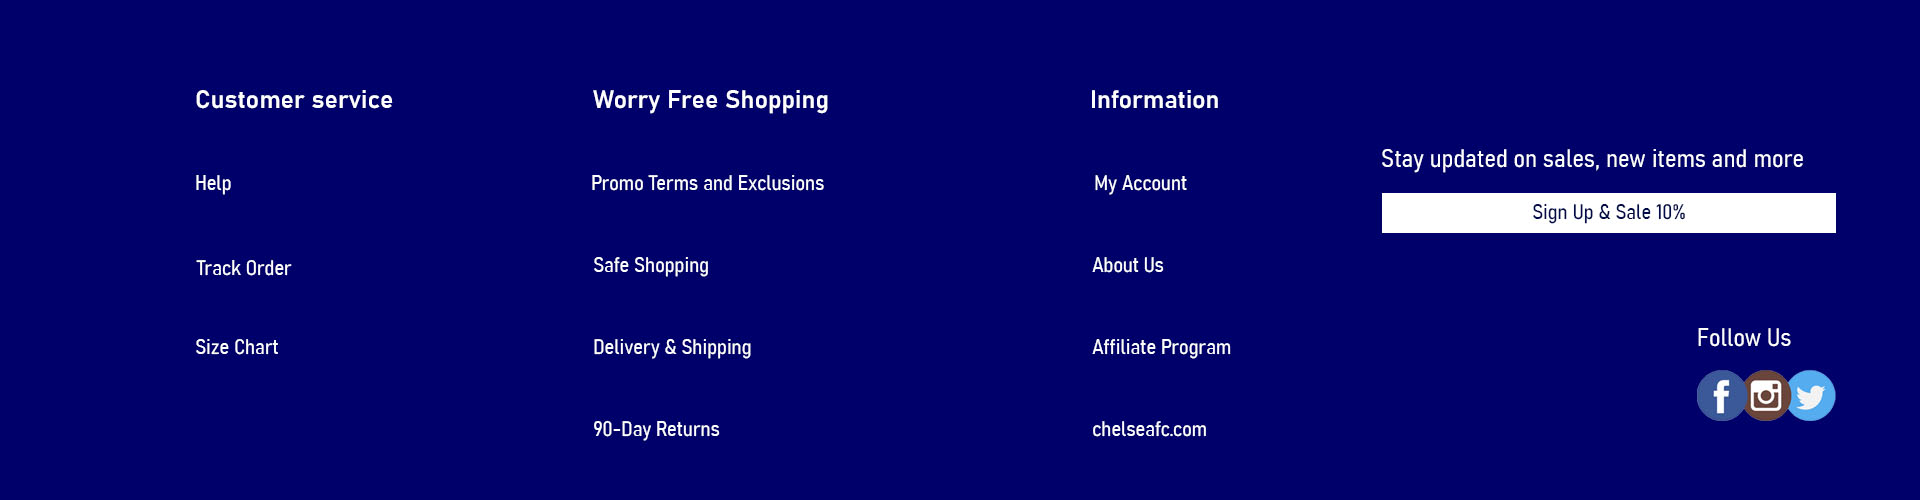 Customer service
Help
Track Order
Size Chart
Worry Free Shopping
Promo Terms and Exclusions
Safe Shopping
Delivery & Shipping
90-Day Returns
Information
My Account
About Us
Affiliate Program
chelseafc.com
Stay updated on sales, new items and more
Sign Up & Sale 10%
Follow Us